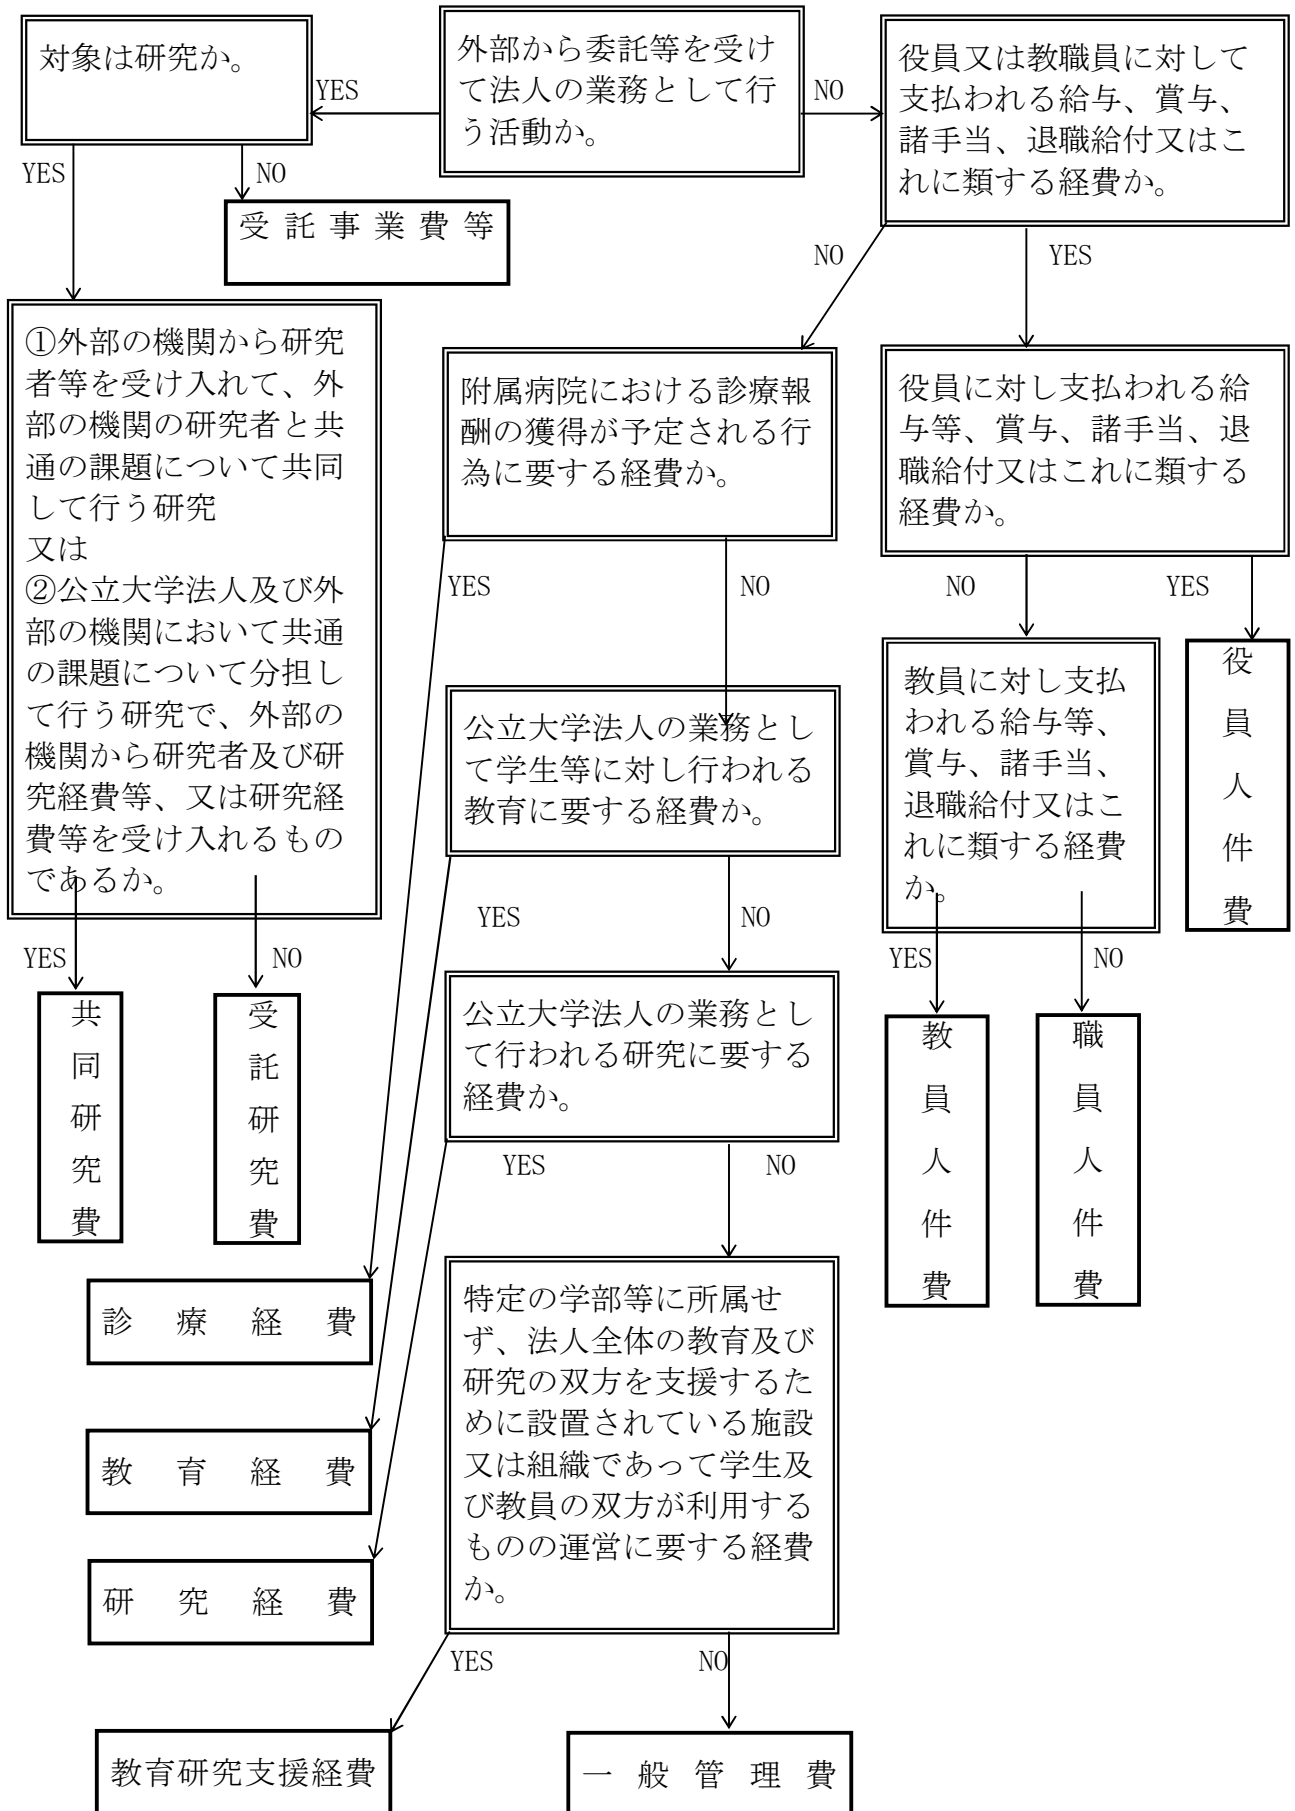 対象は研究か。
外部から委託等を受け
て法人の業務として行
う活動か。
役員又は教職員に対して
支払われる給与、賞与、
諸手当、退職給付又はこ
れに類する経費か。
YES
NO
YES
NO
受託事業費等
NO
YES
①外部の機関から研究
者等を受け入れて、外
部の機関の研究者と共
通の課題について共同
して行う研究
又は
②公立大学法人及び外
部の機関において共通
の課題について分担し
て行う研究で、外部の
機関から研究者及び研
究経費等、又は研究経
費等を受け入れるもの
であるか。
附属病院における診療報
酬の獲得が予定される行
為に要する経費か。
役員に対し支払われる給
与等、賞与、諸手当、退
職給付又はこれに類する
経費か。
YES
NO
NO
YES
公立大学法人の業務とし
て学生等に対し行われる
教育に要する経費か。
教員に対し支払
われる給与等、
賞与、諸手当、
退職給付又はこ
れに類する経費
か。
役員人件費
YES
NO
YES
NO
YES
NO
共同研究費
受託研究費
公立大学法人の業務とし
て行われる研究に要する
経費か。
教員人件費
職員人件費
YES
NO
診療経費
教育経費
研究経費
特定の学部等に所属せ
ず、法人全体の教育及び
研究の双方を支援するた
めに設置されている施設
又は組織であって学生及
び教員の双方が利用する
ものの運営に要する経費
か。
YES
NO
教育研究支援経費
一般管理費